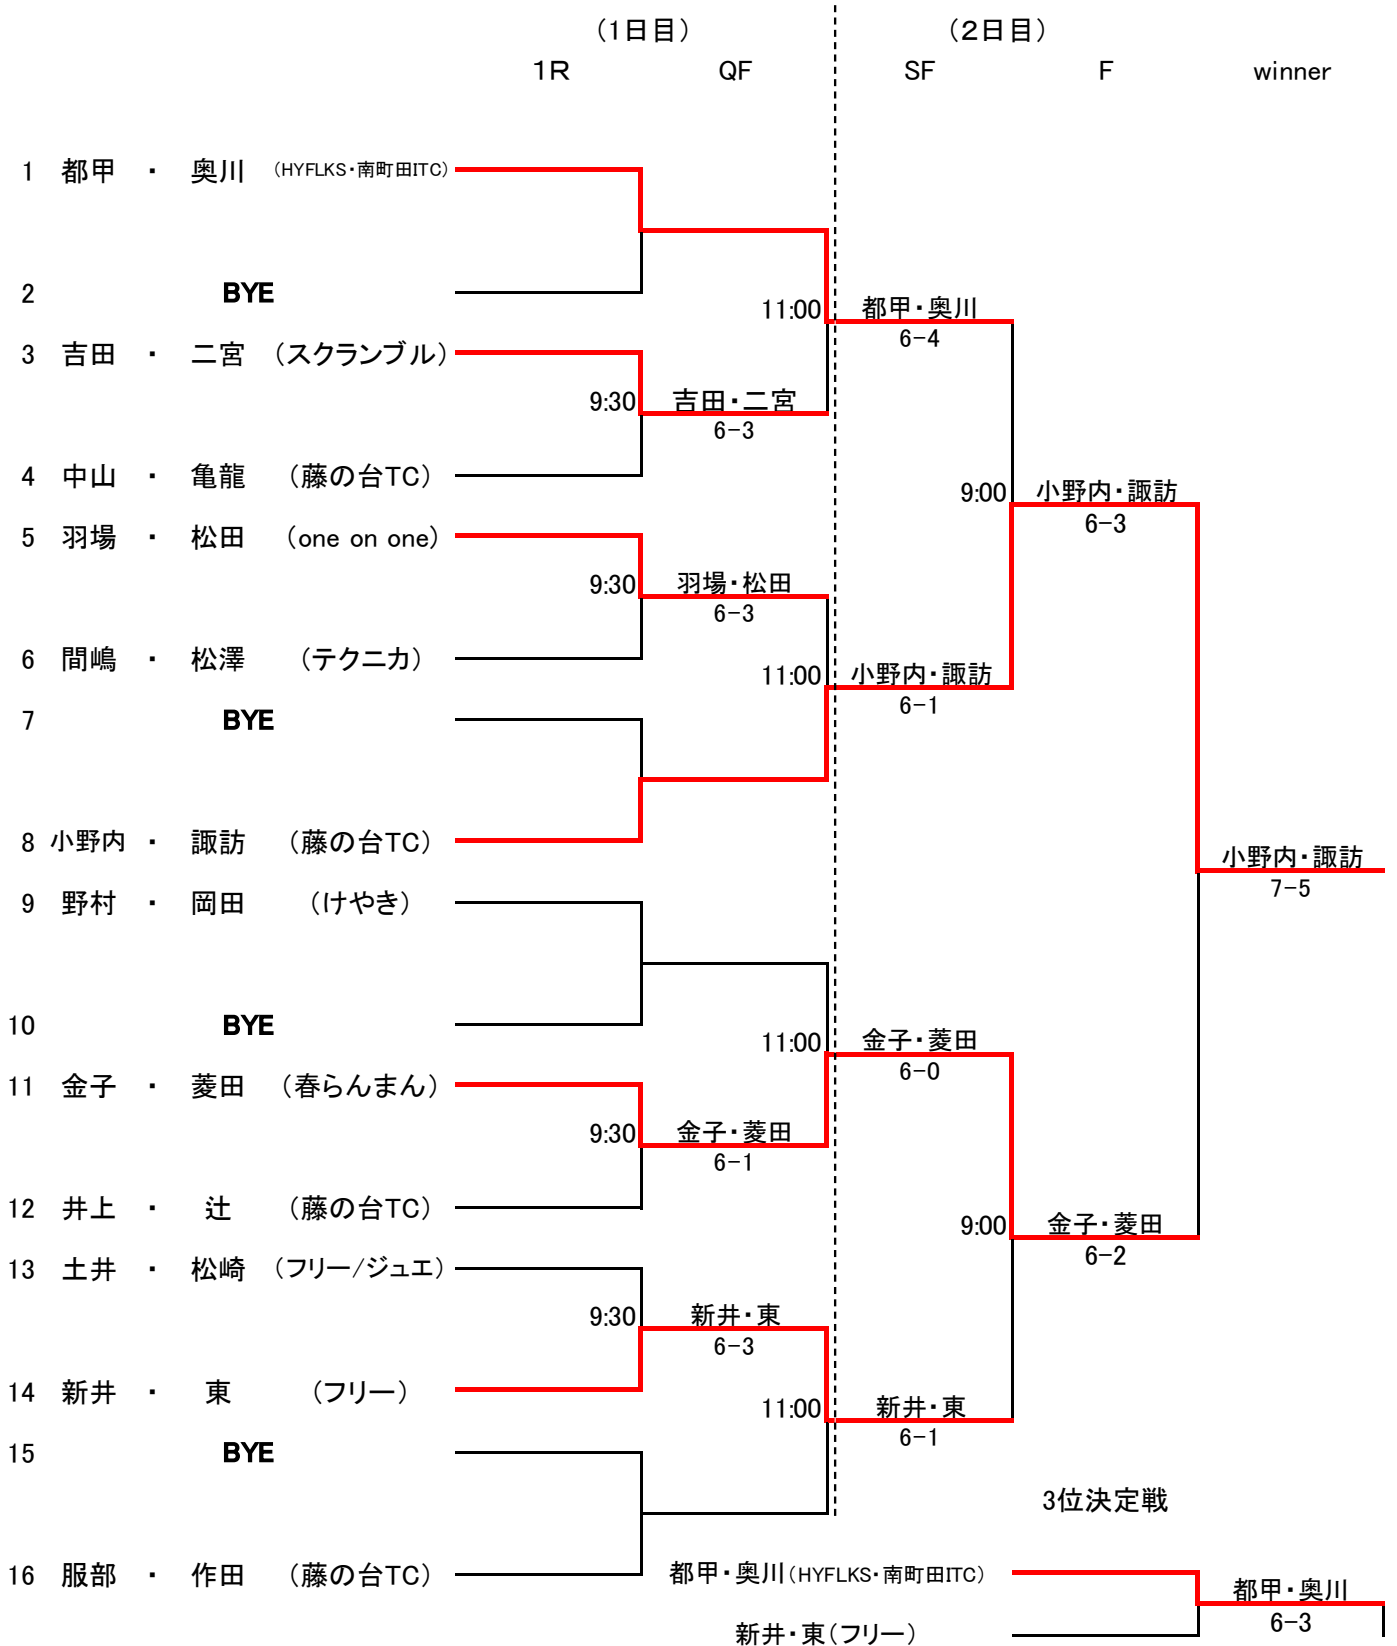 （1日目） （2日目）
1R QF SF F winner
1 都甲 ・ 奥川 （HYFLKS・南町田ITC）
2 BYE
11:00 都甲・奥川
6-4
3 吉田 ・ 二宮 （スクランブル）
9:30 吉田・二宮
6-3
4 中山 ・ 亀龍 （藤の台TC）
9:00 小野内・諏訪
6-3
5 羽場 ・ 松田 （one on one）
9:30 羽場・松田
6-3
6 間嶋 ・ 松澤 （テクニカ）
11:00 小野内・諏訪
6-1
7 BYE
8 小野内 ・ 諏訪 （藤の台TC）
小野内・諏訪
7-5
9 野村 ・ 岡田 （けやき）
10 BYE
11:00 金子・菱田
6-0
11 金子 ・ 菱田 （春らんまん）
9:30 金子・菱田
6-1
12 井上 ・ 辻 （藤の台TC）
9:00 金子・菱田
6-2
13 土井 ・ 松崎 （フリー/ジュエ）
9:30 新井・東
6-3
14 新井 ・ 東 （フリー）
11:00 新井・東
6-1
15 BYE
3位決定戦
16 服部 ・ 作田 （藤の台TC）
都甲・奥川（HYFLKS・南町田ITC）
都甲・奥川
6-3
新井・東（フリー）